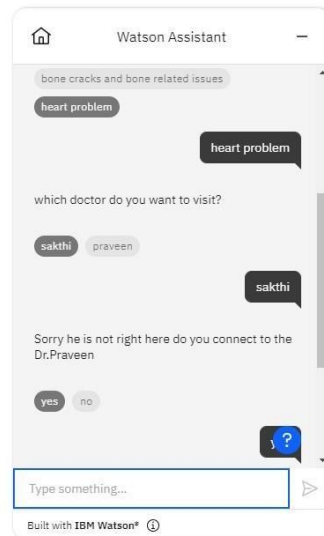 Watson Assistant
bone cracks and bone related issues
heart problem
heart problem
which doctor do you want to visit?
sakthi praveen
sakthi
Sorry he is not right here do you connect to the
Dr.Praveen
yes no
?
Type something...
Built with IBM Watson®